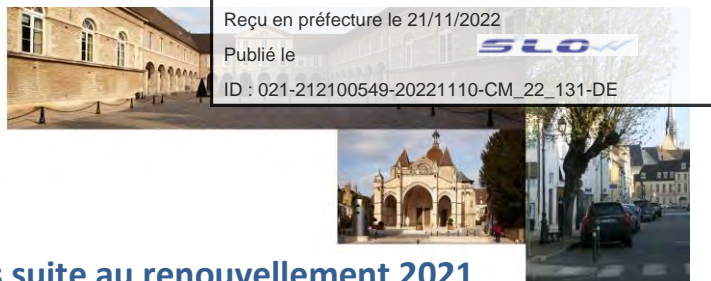 Reçu en préfecture le 21/11/2022
Publié le
SLOW
ID : 021-212100549-20221110-CM_22_131-DE
s suite au renouvellement 2021